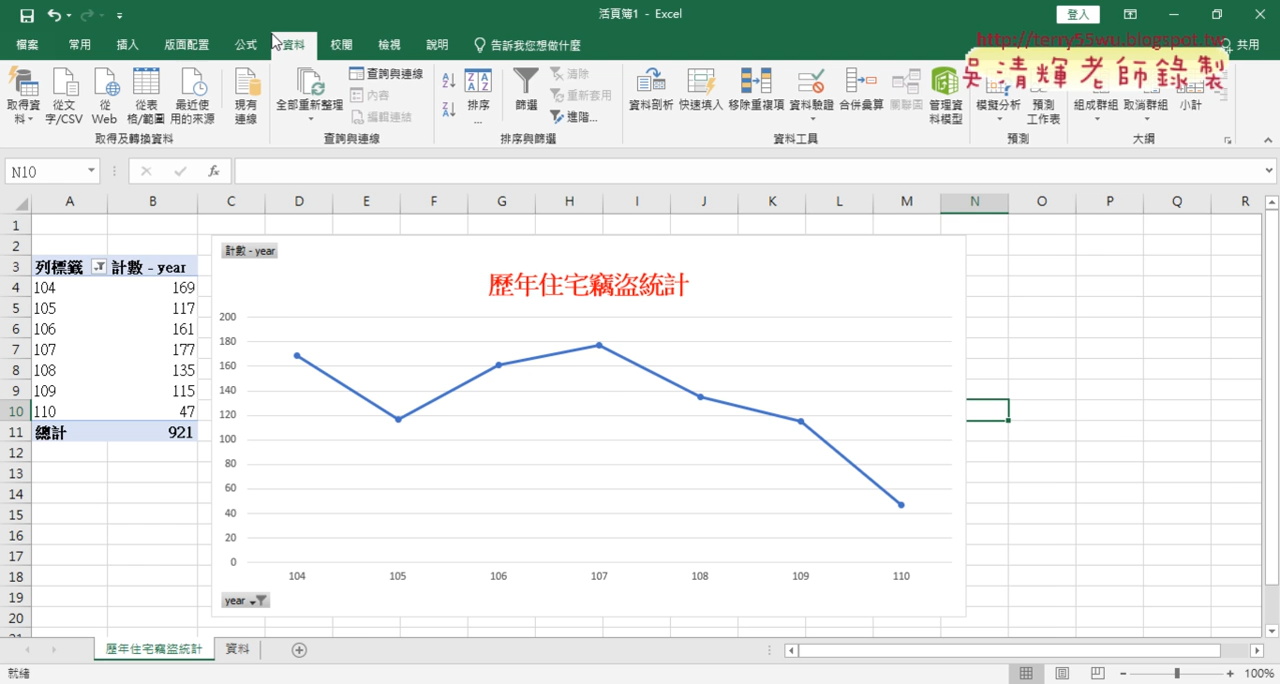 活頁簿1 - Excel
登入
http://terry55wu.blogspot.tw
吳清輝老師錄製
檔案 常用 插入 版面配置 公式 資料 校閱 檢視 說明 告訴我您想做什麼 共用
取得資料 從文字/CSV 從 Web 從表格/範圍 最近使用的來源 現有連線
取得及轉換資料
全部重新整理 查詢與連線 內容 編輯連結
查詢與連線
排序... 篩選 清除 重新套用 進階...
排序與篩選
資料剖析 快速填入 移除重複項 資料驗證 合併彙算 關聯圖 管理資料模型
資料工具
模擬分析 預測工作表
預測
組成群組 取消群組 小計
大綱
N10
fx
A B C D E F G H I J K L M N O P Q R
1
2
3 列標籤 計數 - year
4 104 169
5 105 117
6 106 161
7 107 177
8 108 135
9 109 115
10 110 47
11 總計 921
12
13
14
15
16
17
18
19
20
計數 - year
歷年住宅竊盜統計
200
180
160
140
120
100
80
60
40
20
0
104 105 106 107 108 109 110
year
歷年住宅竊盜統計 資料
就緒
100%